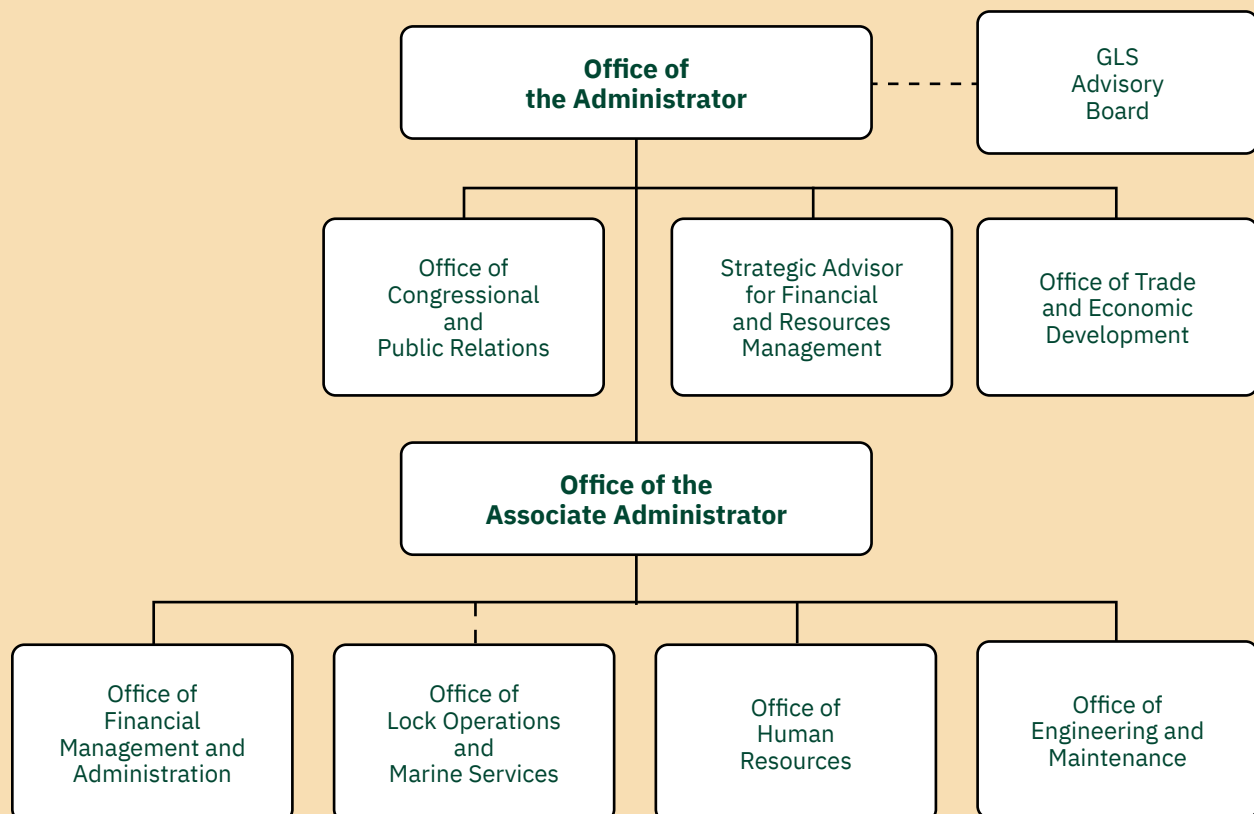 Office of
the Administrator
GLS
Advisory
Board
Office of
Congressional
and
Public Relations
Strategic Advisor
for Financial
and Resources
Management
Office of Trade
and Economic
Development
Office of the
Associate Administrator
Office of
Financial
Management and
Administration
Office of
Lock Operations
and
Marine Services
Office of
Human
Resources
Office of
Engineering and
Maintenance